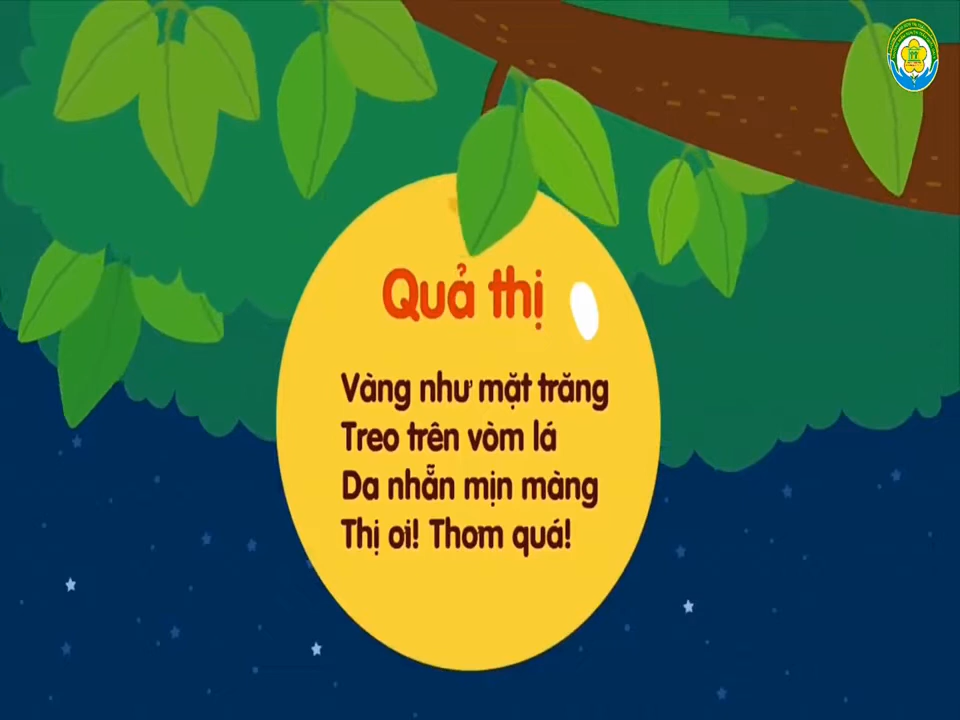 Quả thị
Vàng như mặt trăng
Treo trên vòm lá
Da nhẵn mịn màng
Thị ơi! Thơm quá!